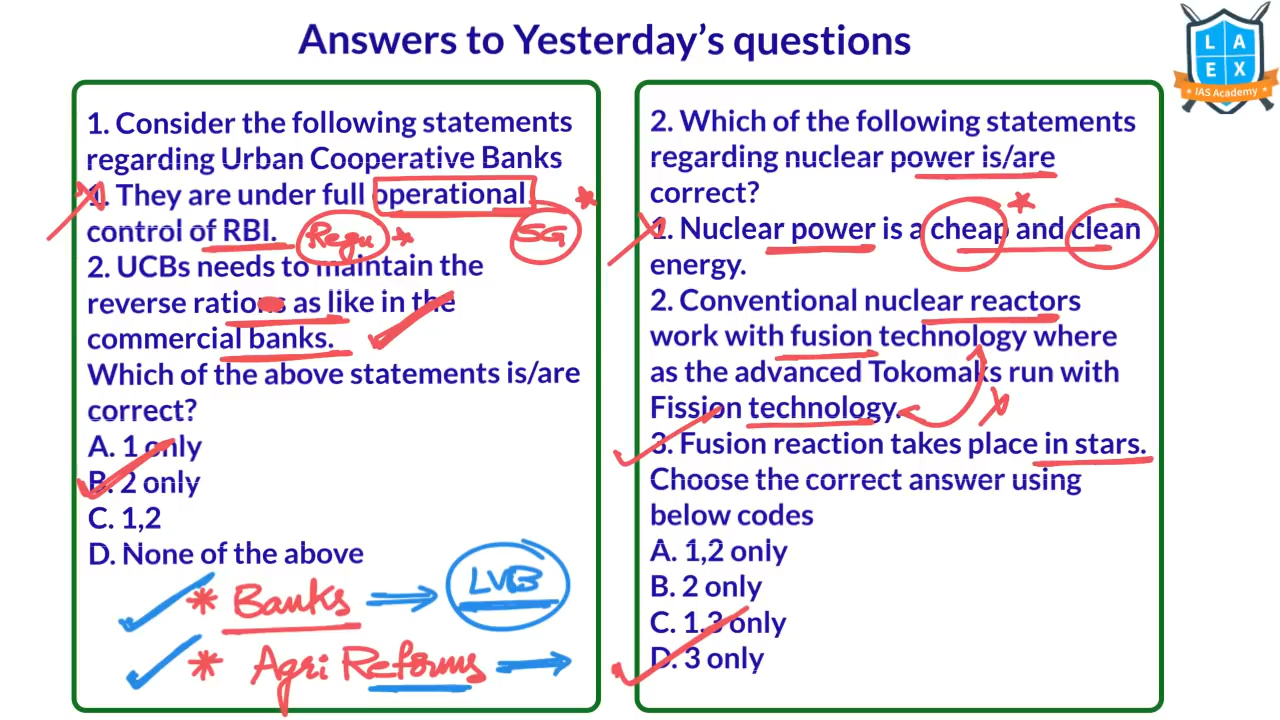 Answers to Yesterday's questions
L A
E X
IAS Academy
1. Consider the following statements
regarding Urban Cooperative Banks
1. They are under full operational
control of RBI. Regu * SG *
2. UCBs needs to maintain the
reverse rations as like in the
commercial banks.
Which of the above statements is/are
correct?
A. 1 only
B. 2 only
C. 1,2
D. None of the above
* Banks → LVB
* Agri Reforms →
2. Which of the following statements
regarding nuclear power is/are
correct?
1. Nuclear power is a cheap and clean
energy.
2. Conventional nuclear reactors
work with fusion technology where
as the advanced Tokomaks run with
Fission technology.
3. Fusion reaction takes place in stars.
Choose the correct answer using
below codes
A. 1,2 only
B. 2 only
C. 1,3 only
D. 3 only